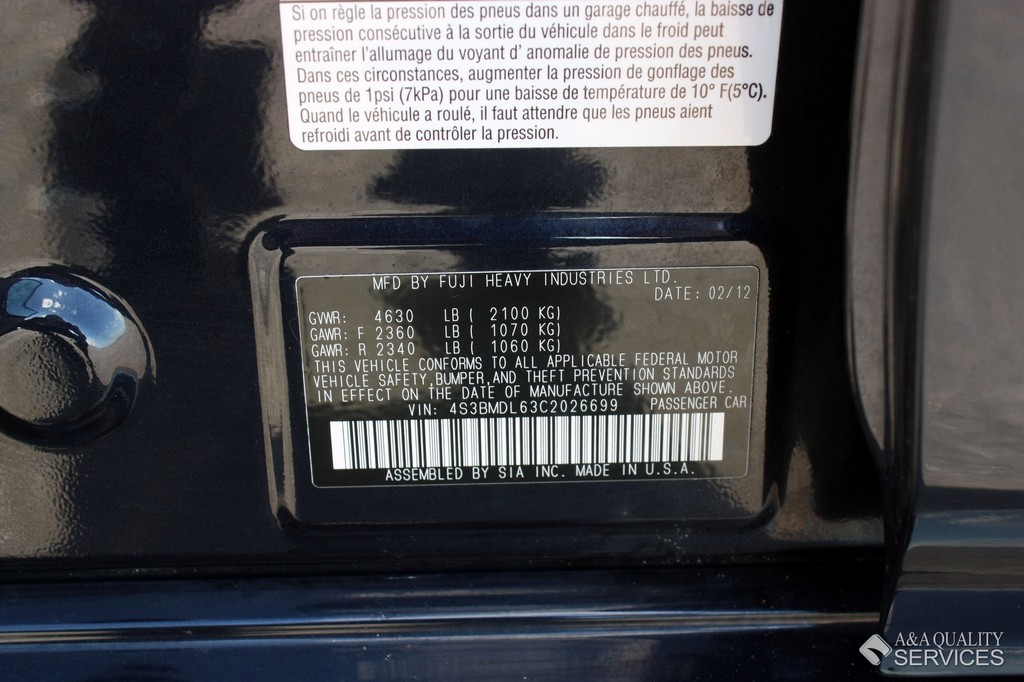 Si on règle la pression des pneus dans un garage chauffé, la baisse de
pression consécutive à la sortie du véhicule dans le froid peut
entraîner l'allumage du voyant d' anomalie de pression des pneus.
Dans ces circonstances, augmenter la pression de gonflage des
pneus de 1psi (7kPa) pour une baisse de température de 10° F(5°C).
Quand le véhicule a roulé, il faut attendre que les pneus aient
refroidi avant de contrôler la pression.
MFD BY FUJI HEAVY INDUSTRIES LTD.
DATE: 02/12
GVWR: 4630 LB ( 2100 KG)
GAWR: F 2360 LB ( 1070 KG)
GAWR: R 2340 LB ( 1060 KG)
THIS VEHICLE CONFORMS TO ALL APPLICABLE FEDERAL MOTOR
VEHICLE SAFETY,BUMPER,AND THEFT PREVENTION STANDARDS
IN EFFECT ON THE DATE OF MANUFACTURE SHOWN ABOVE.
VIN: 4S3BMDL63C2026699 PASSENGER CAR
ASSEMBLED BY SIA INC. MADE IN U.S.A.
A&A QUALITY
SERVICES